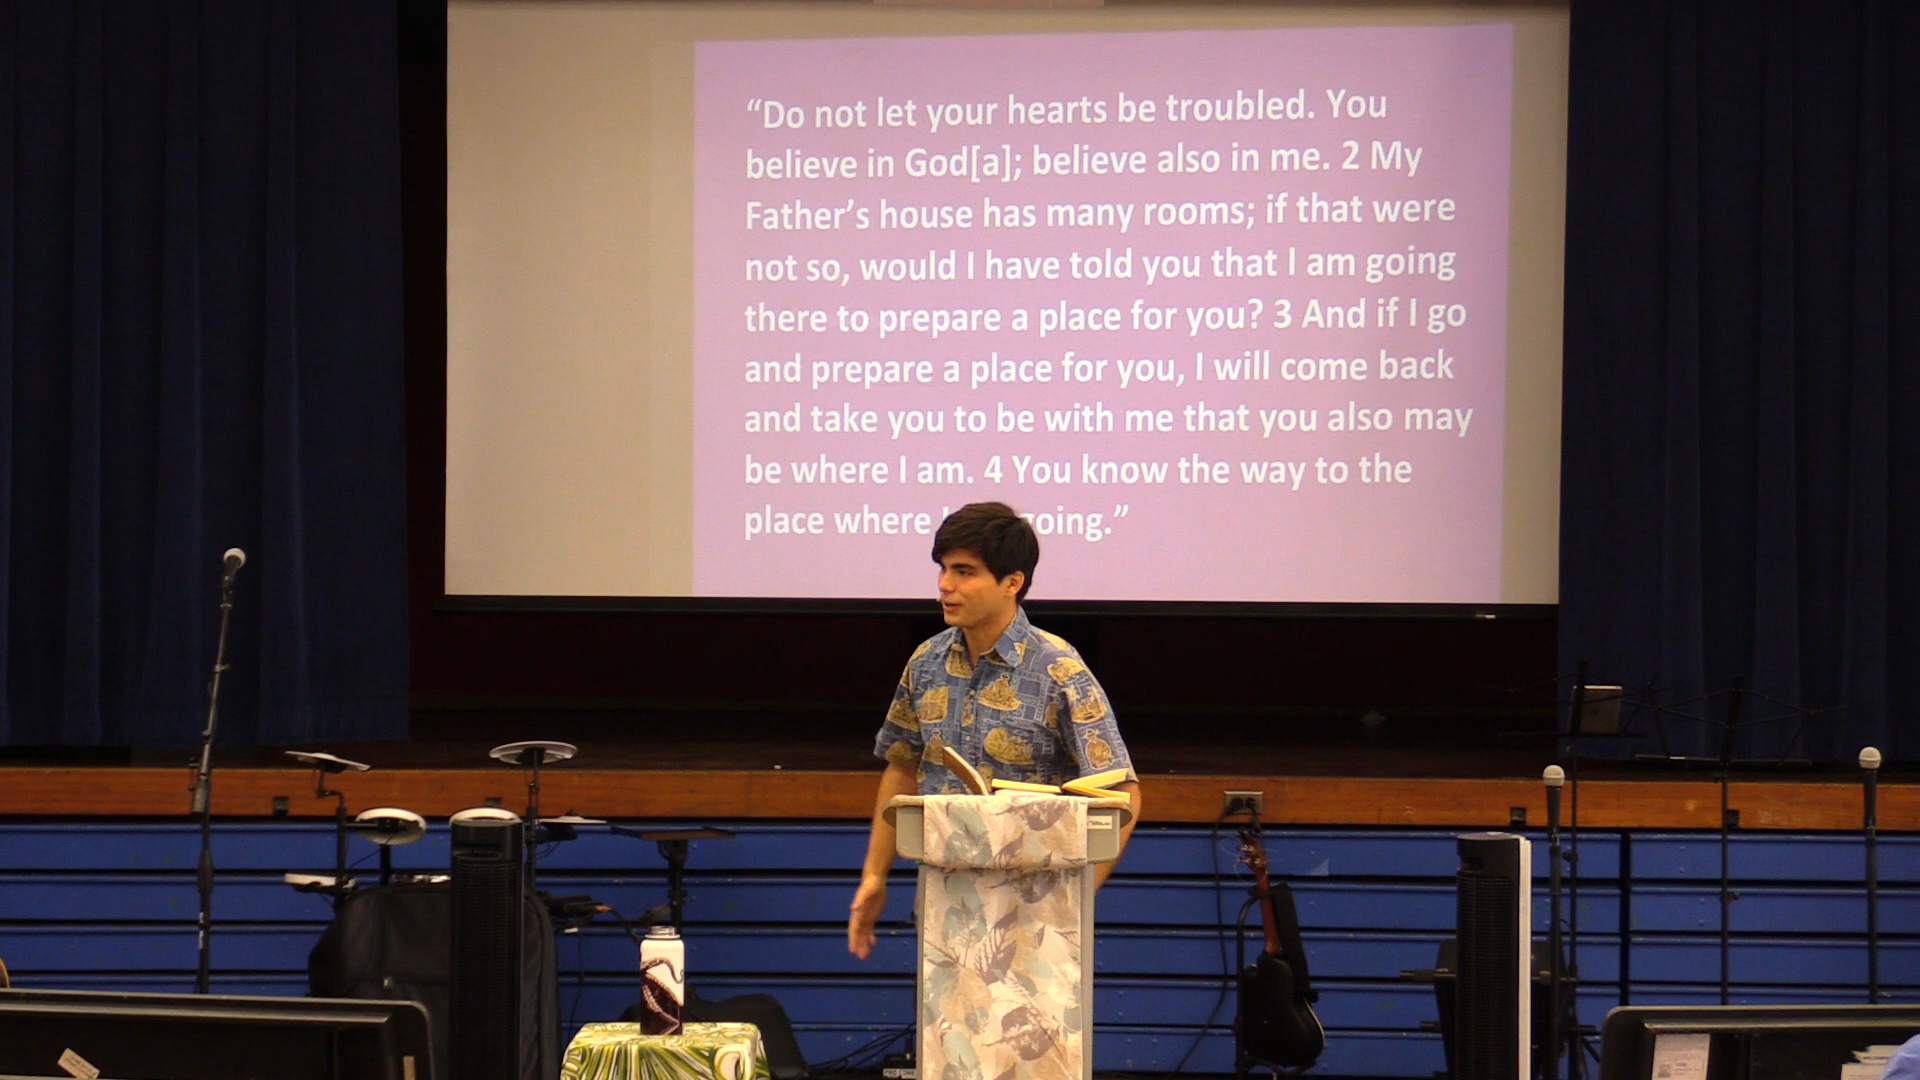 “Do not let your hearts be troubled. You
believe in God[a]; believe also in me. 2 My
Father’s house has many rooms; if that were
not so, would I have told you that I am going
there to prepare a place for you? 3 And if I go
and prepare a place for you, I will come back
and take you to be with me that you also may
be where I am. 4 You know the way to the
place where I going.”